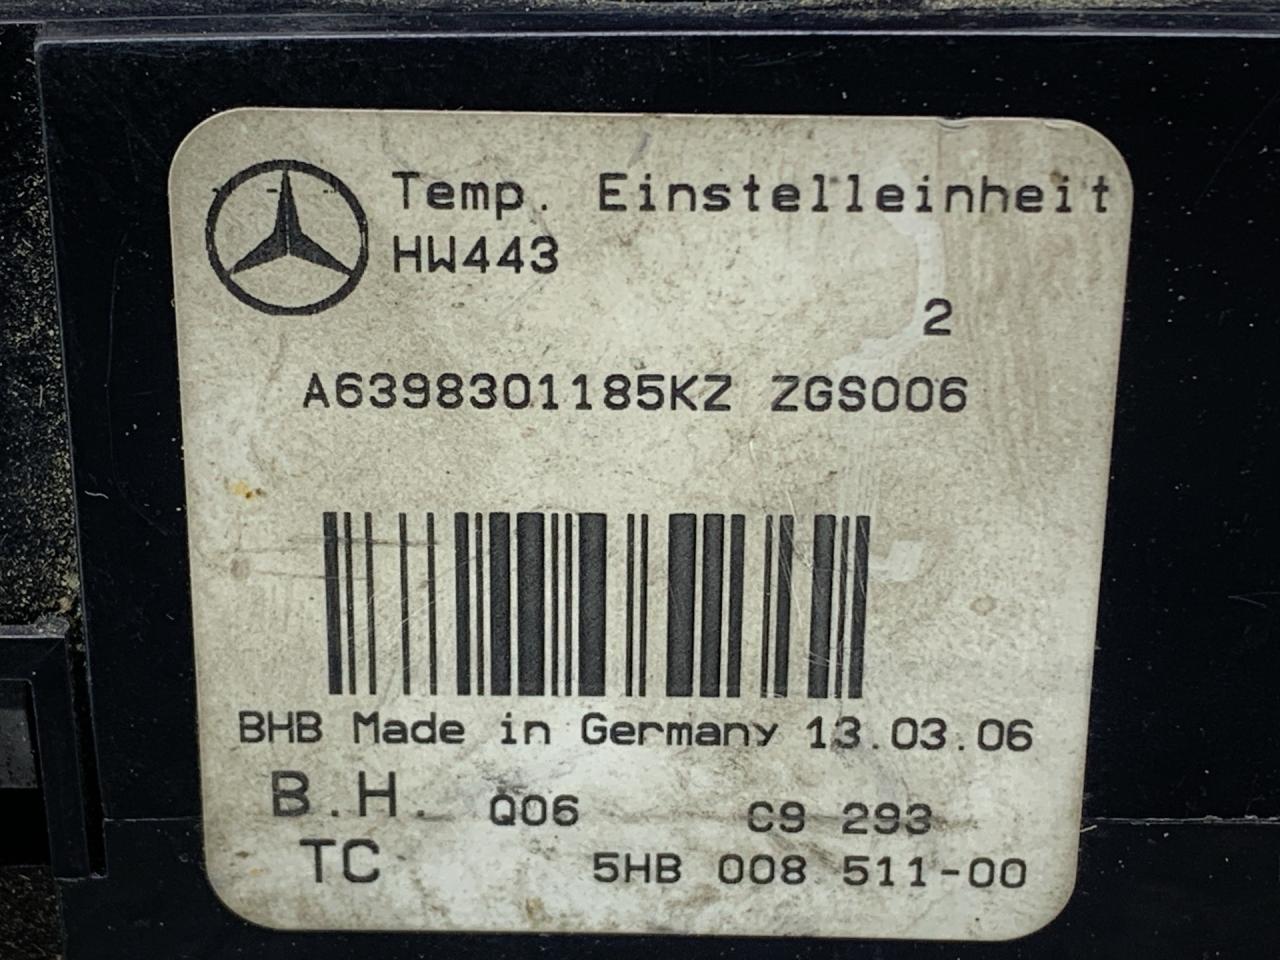 Temp. Einstelleinheit
HW443
2
A6398301185KZ ZGS006
BHB Made in Germany 13.03.06
B.H. Q06 C9 293
TC 5HB 008 511-00